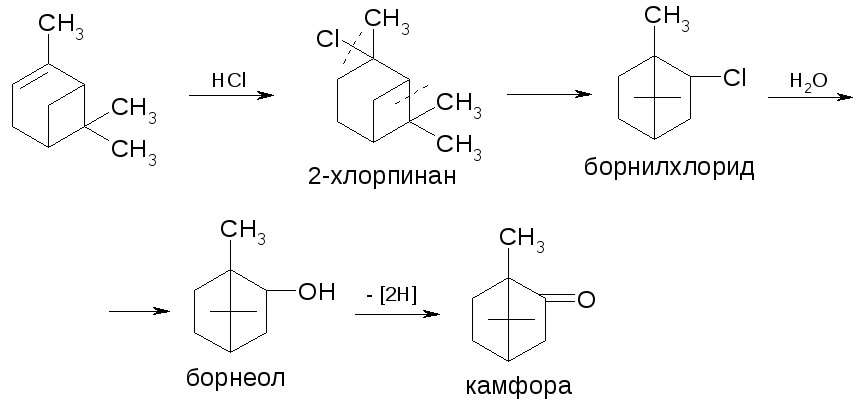 CH₃
HCl
Cl
CH₃
CH₃
CH₃
2-хлорпинан
CH₃
CH₃
CH₃
Cl
борнилхлорид
H₂O
CH₃
OH
борнеол
- [2H]
CH₃
O
камфора